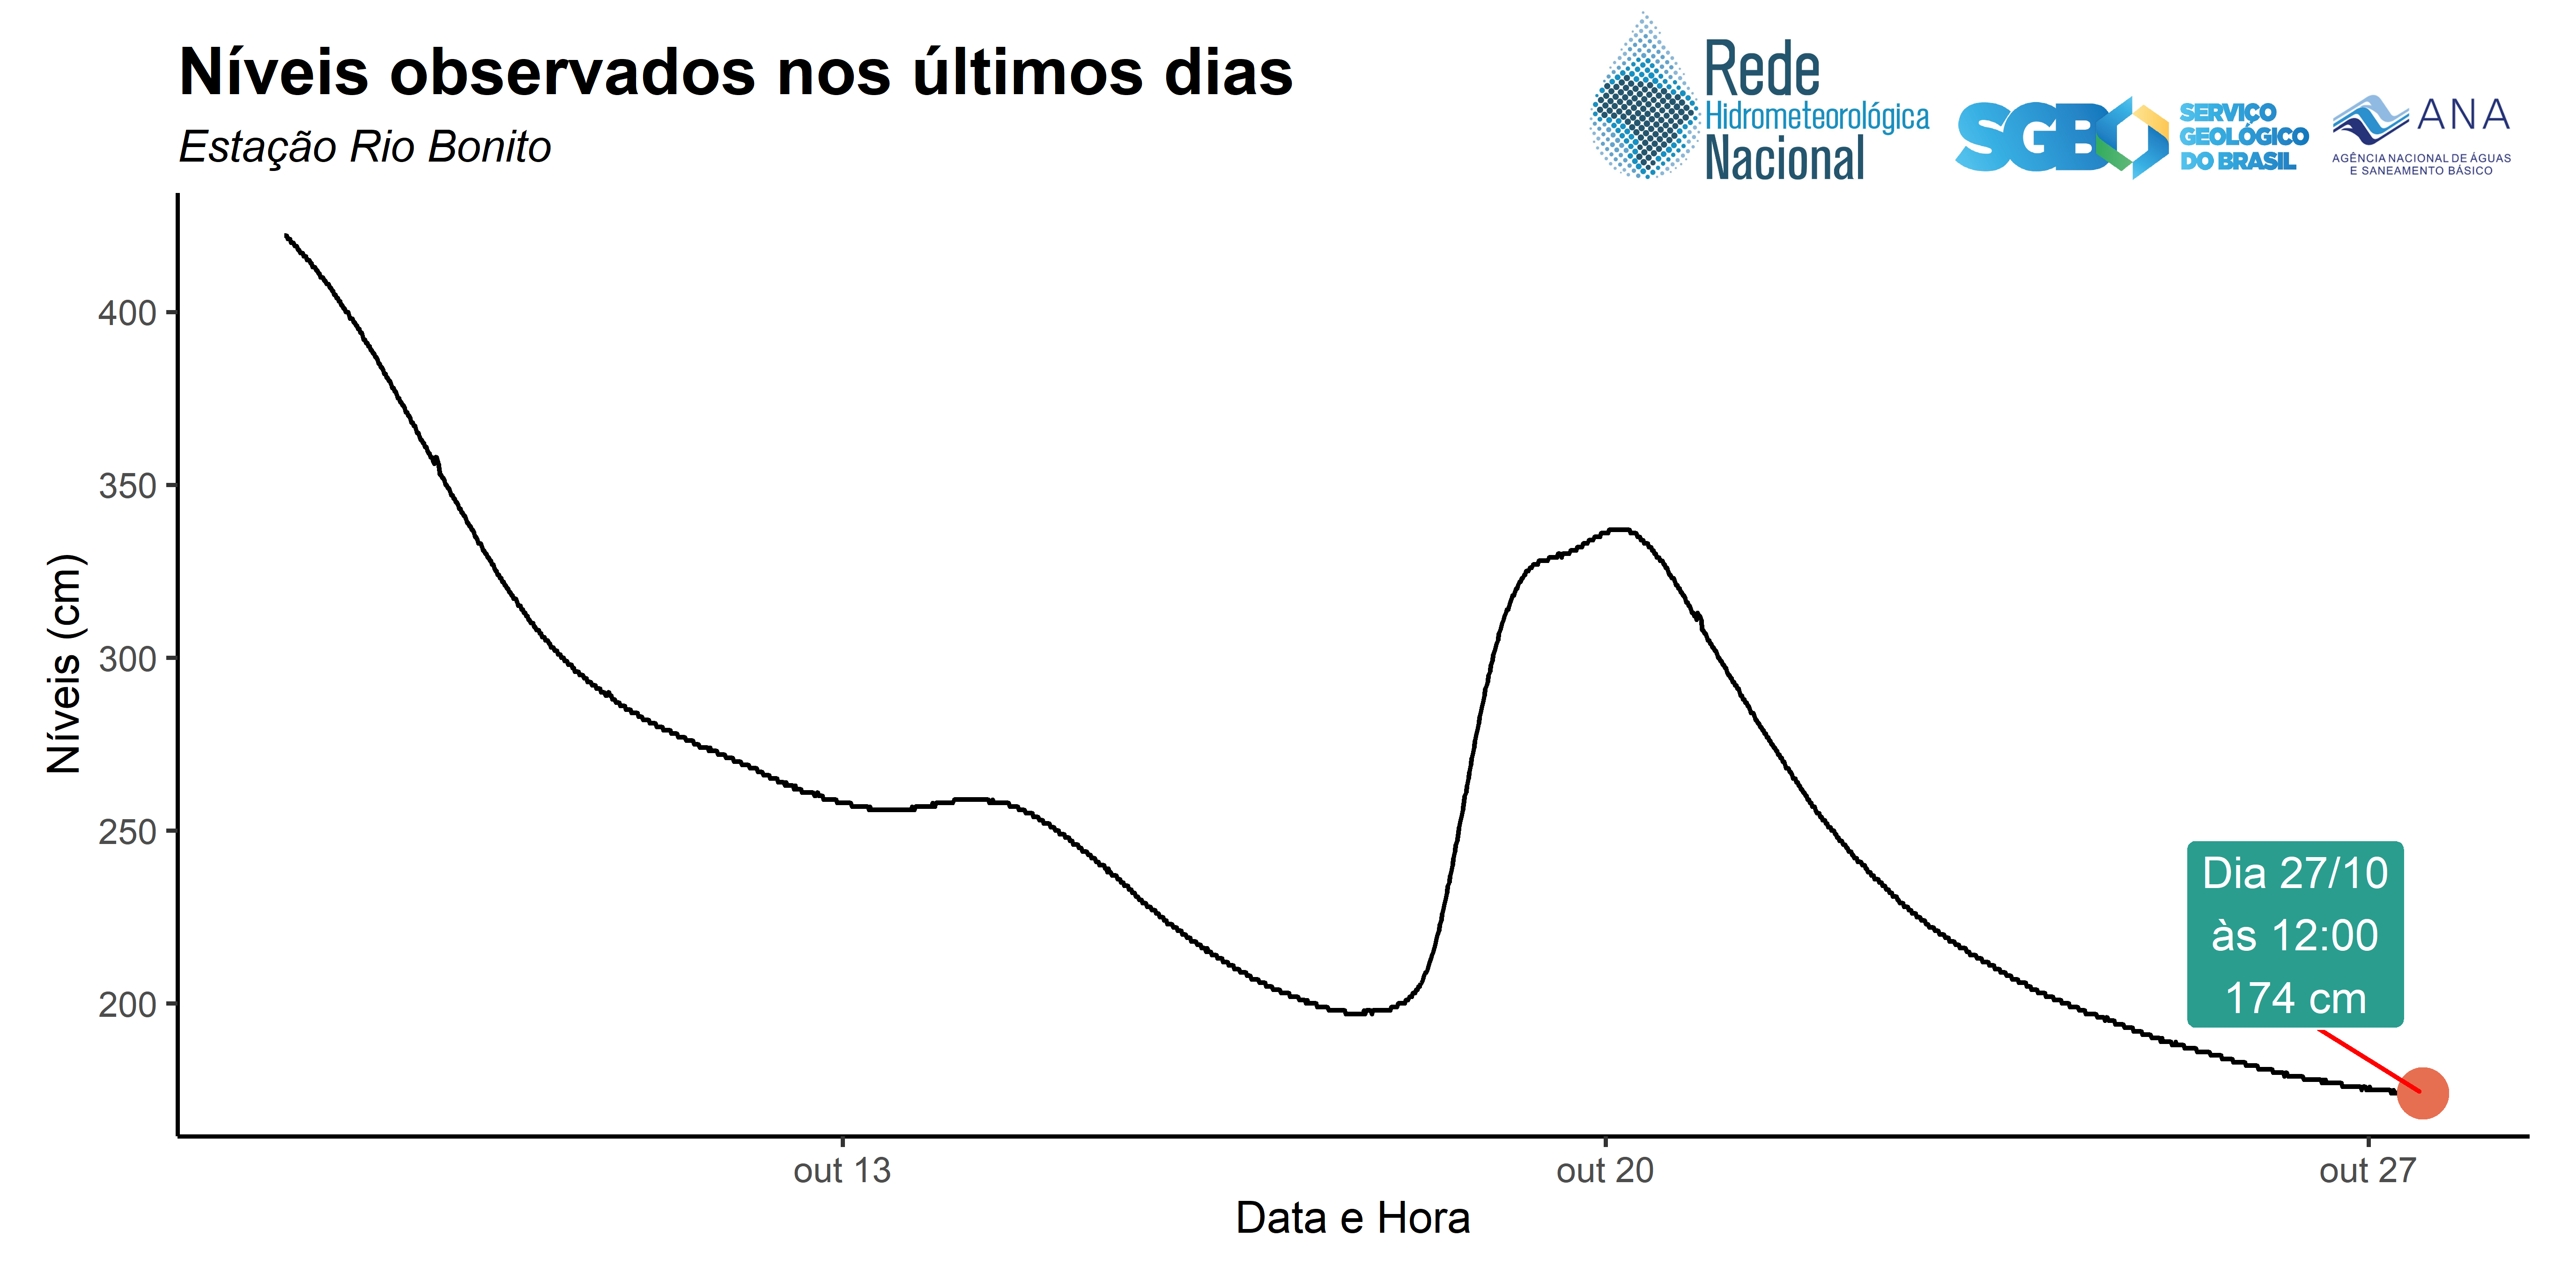 Níveis observados nos últimos dias
Estação Rio Bonito
Rede
Hidrometeorológica
Nacional
SGB
SERVIÇO
GEOLÓGICO
DO BRASIL
ANA
AGÊNCIA NACIONAL DE ÁGUAS
E SANEAMENTO BÁSICO
Níveis (cm)
400
350
300
250
200
Dia 27/10
às 12:00
174 cm
out 13
out 20
out 27
Data e Hora